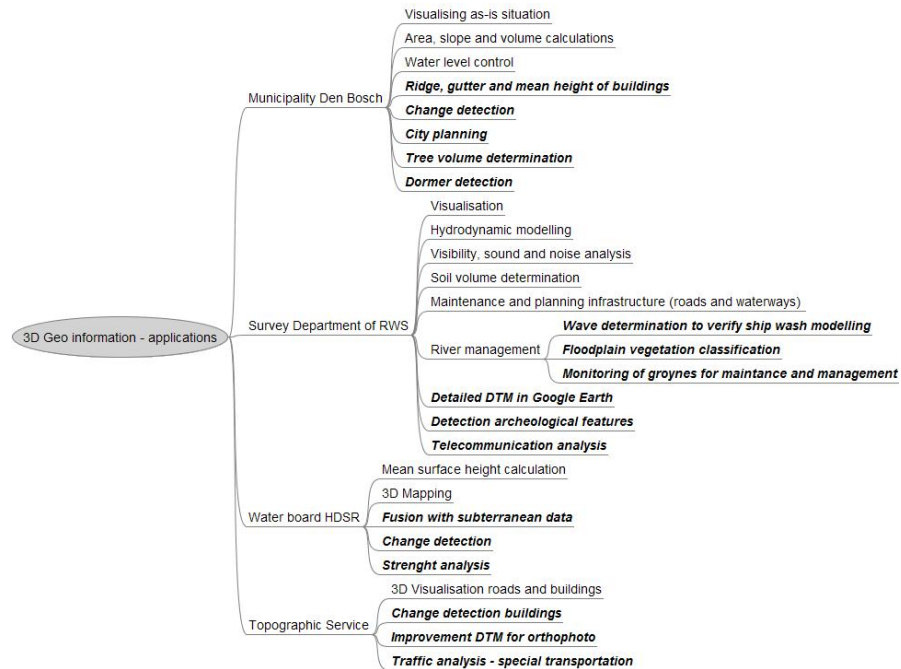 3D Geo information - applications
Municipality Den Bosch
Visualising as-is situation
Area, slope and volume calculations
Water level control
Ridge, gutter and mean height of buildings
Change detection
City planning
Tree volume determination
Dormer detection
Survey Department of RWS
Visualisation
Hydrodynamic modelling
Visibility, sound and noise analysis
Soil volume determination
Maintenance and planning infrastructure (roads and waterways)
River management
Wave determination to verify ship wash modelling
Floodplain vegetation classification
Monitoring of groynes for maintance and management
Detailed DTM in Google Earth
Detection archeological features
Telecommunication analysis
Water board HDSR
Mean surface height calculation
3D Mapping
Fusion with subterranean data
Change detection
Strenght analysis
Topographic Service
3D Visualisation roads and buildings
Change detection buildings
Improvement DTM for orthophoto
Traffic analysis - special transportation